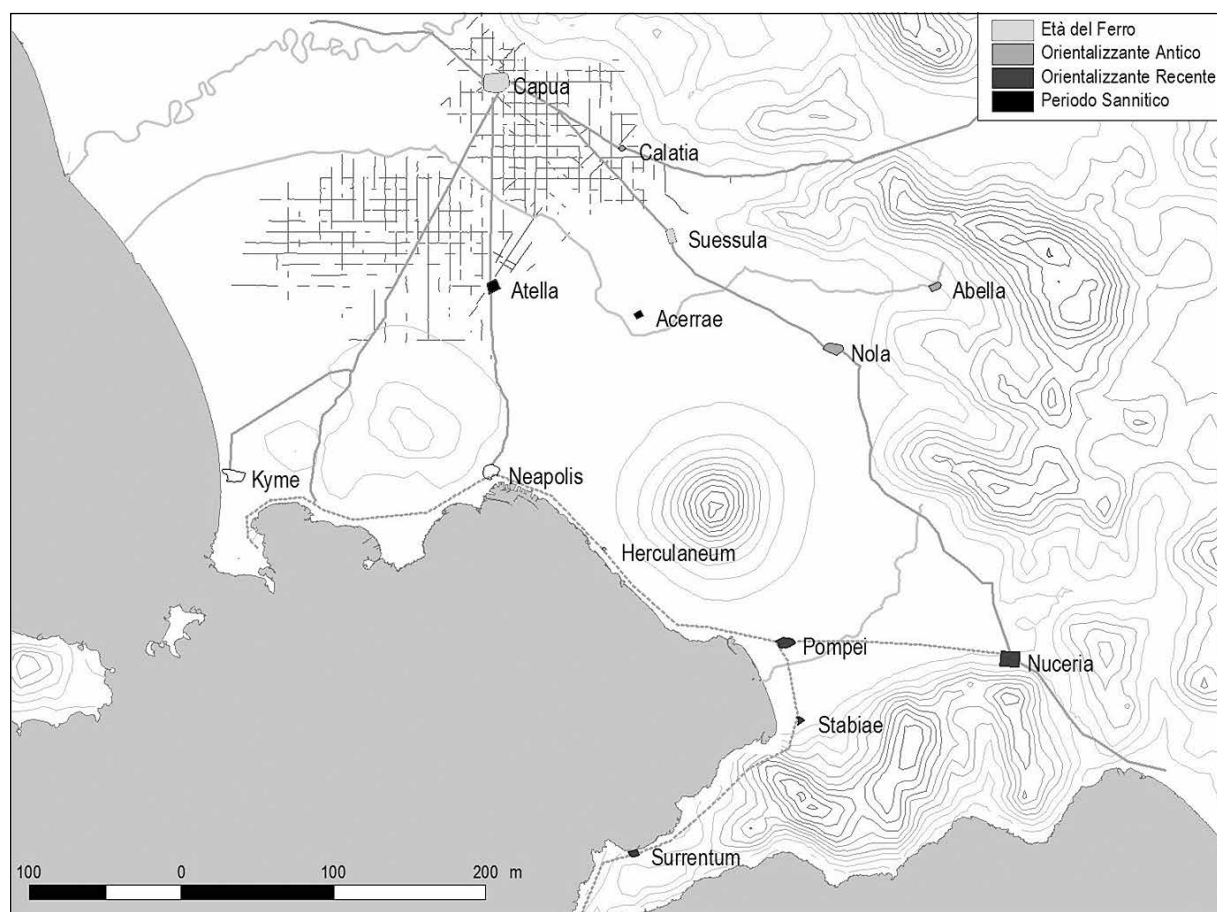 Età del Ferro
Orientalizzante Antico
Orientalizzante Recente
Periodo Sannitico
Capua
Calatia
Suessula
Atella
Acerrae
Abella
Nola
Kyme
Neapolis
Herculaneum
Pompei
Nuceria
Stabiae
Surrentum
100 0 100 200 m